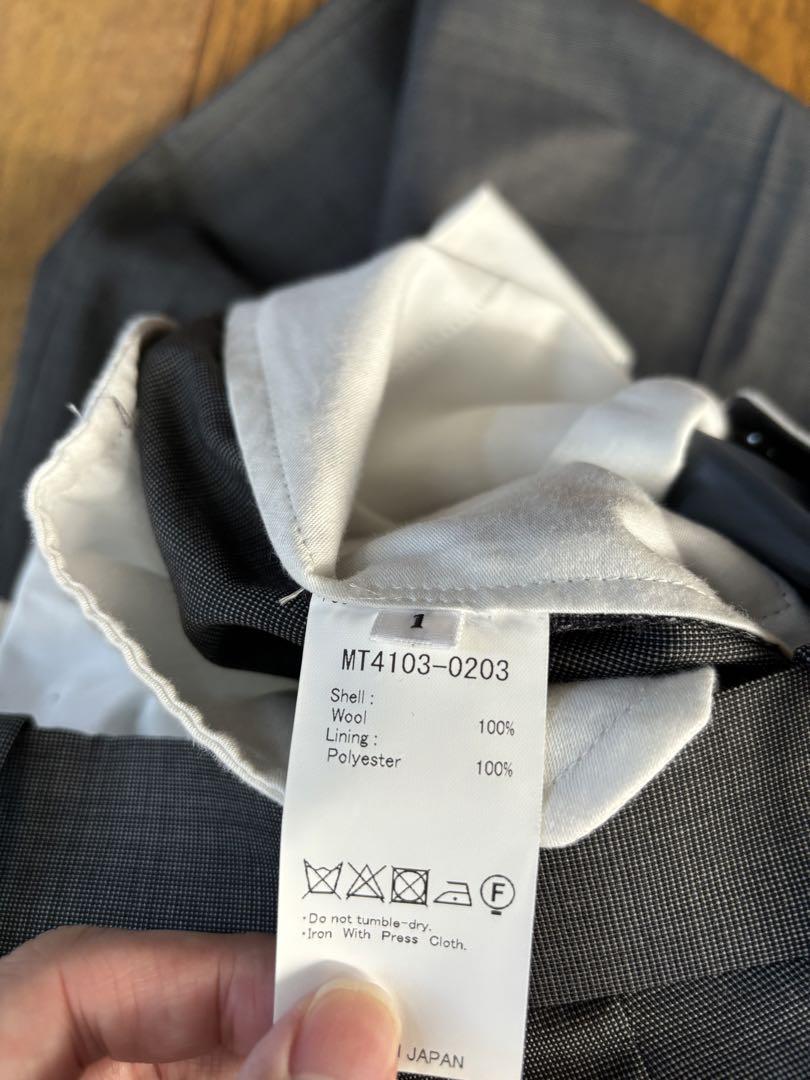 1
MT4103-0203
Shell :
Wool 100%
Lining :
Polyester 100%
F
·Do not tumble-dry.
·Iron With Press Cloth.
JAPAN